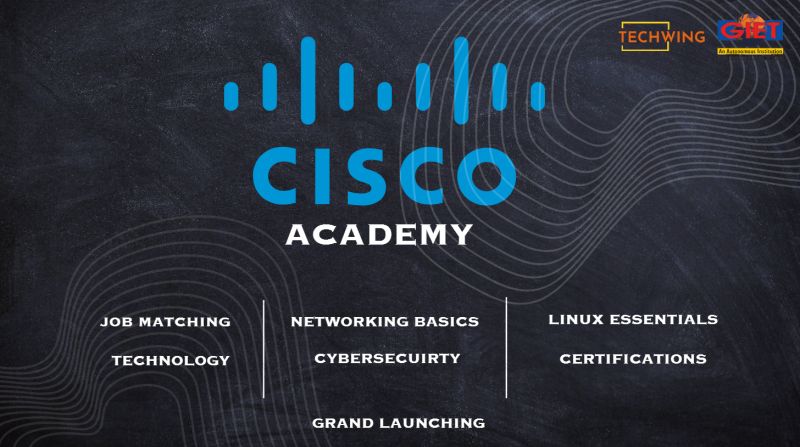 TECHWING
GIET
An Autonomous Institution
CISCO
ACADEMY
JOB MATCHING
TECHNOLOGY
NETWORKING BASICS
CYBERSECUIRTY
LINUX ESSENTIALS
CERTIFICATIONS
GRAND LAUNCHING